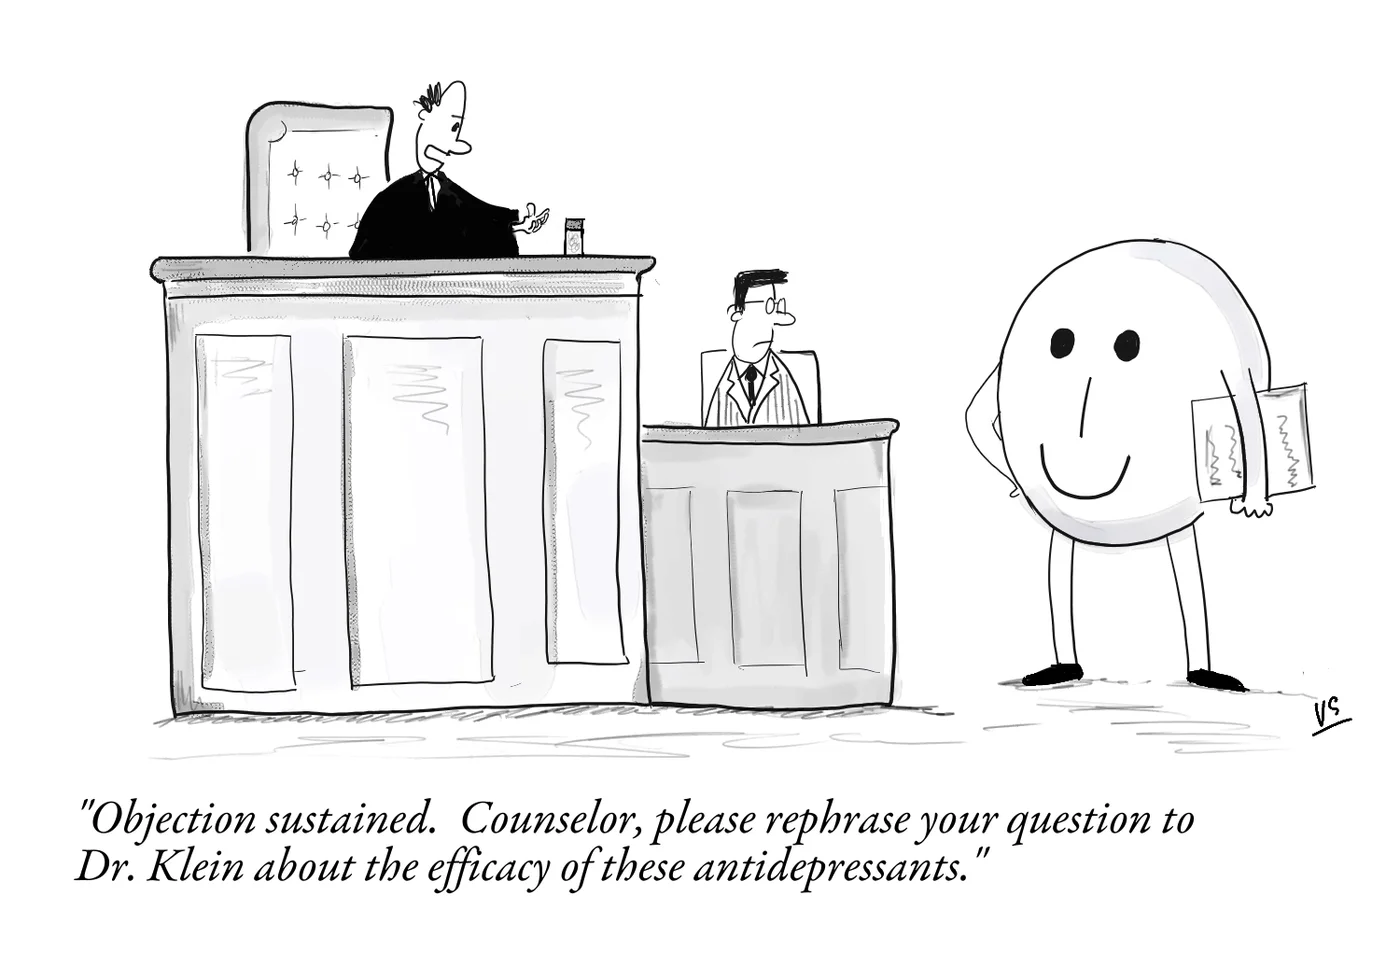 VS
"Objection sustained. Counselor, please rephrase your question to
Dr. Klein about the efficacy of these antidepressants."